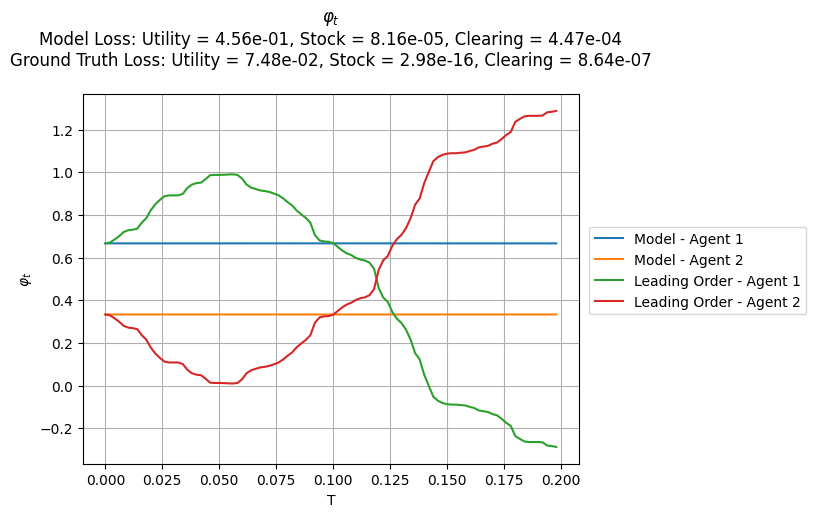 φₜ
Model Loss: Utility = 4.56e-01, Stock = 8.16e-05, Clearing = 4.47e-04
Ground Truth Loss: Utility = 7.48e-02, Stock = 2.98e-16, Clearing = 8.64e-07
1.2
1.0
0.8
0.6
0.4
0.2
0.0
−0.2
φₜ
0.000 0.025 0.050 0.075 0.100 0.125 0.150 0.175 0.200
T
Model - Agent 1
Model - Agent 2
Leading Order - Agent 1
Leading Order - Agent 2